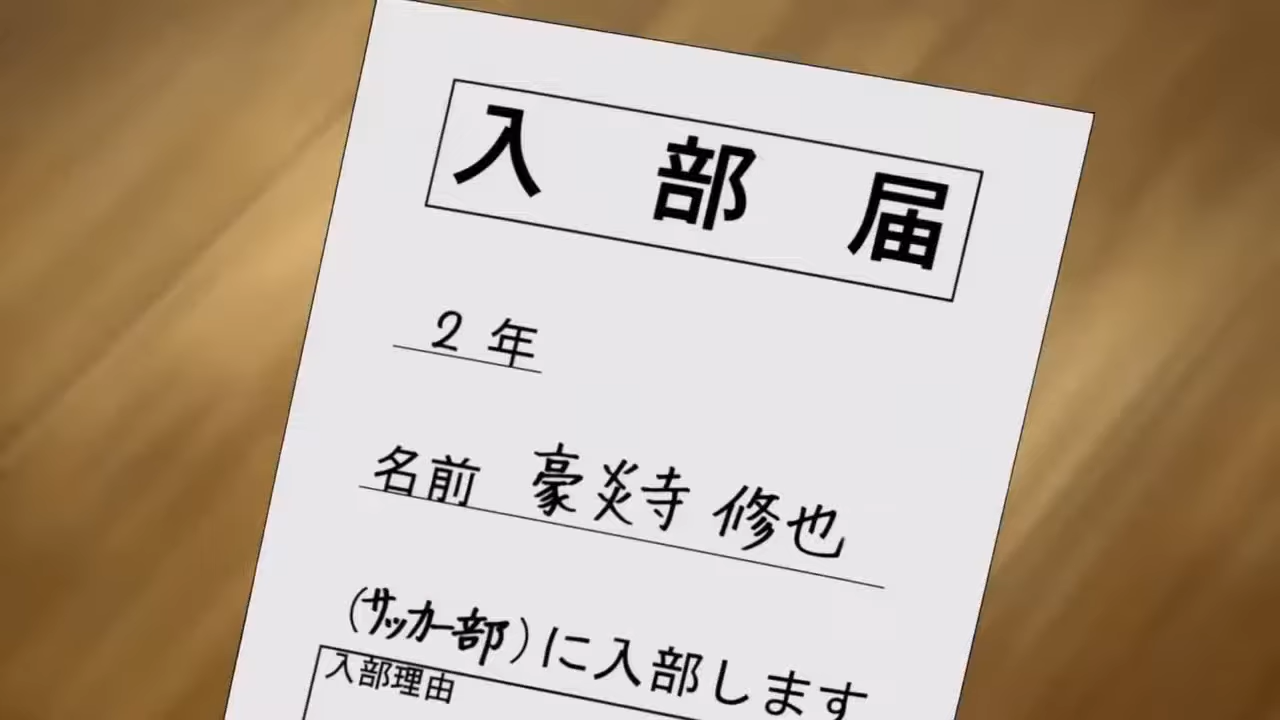 入部届
2年
名前 豪炎寺 修也
(サッカー部)に入部します
入部理由